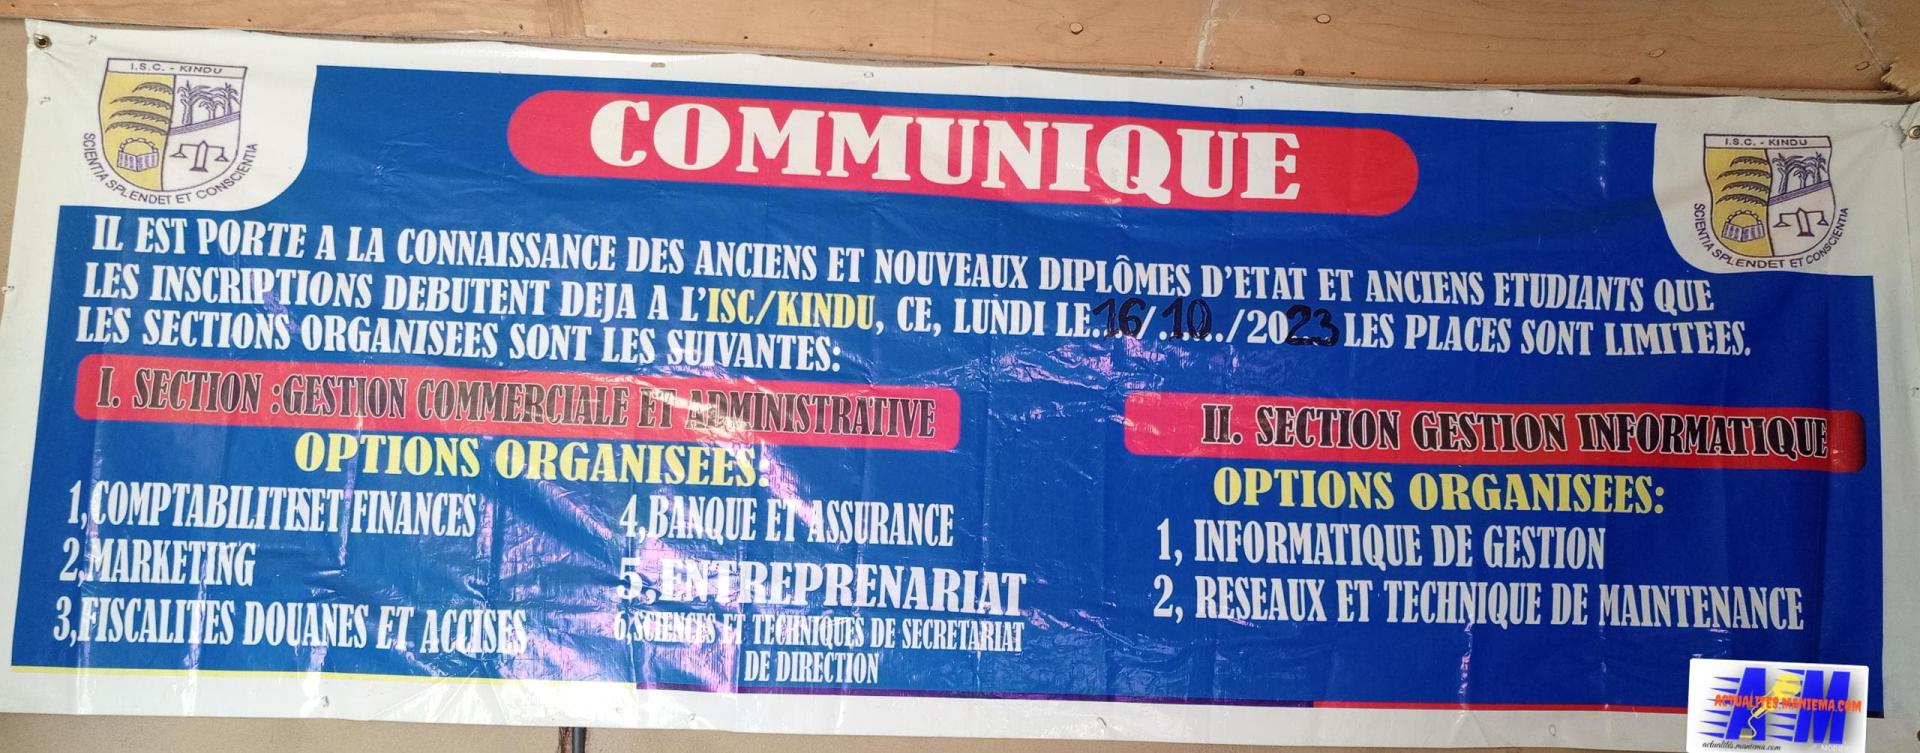 I.S.C. - KINDU
SCIENTIA SPLENDET ET CONSCIENTIA
COMMUNIQUE
I.S.C. - KINDU
SCIENTIA SPLENDET ET CONSCIENTIA
IL EST PORTE A LA CONNAISSANCE DES ANCIENS ET NOUVEAUX DIPLÔMES D'ETAT ET ANCIENS ETUDIANTS QUE
LES INSCRIPTIONS DEBUTENT DEJA A L'ISC/KINDU, CE, LUNDI LE..16/.10../2023 LES PLACES SONT LIMITEES.
LES SECTIONS ORGANISEES SONT LES SUIVANTES:
I. SECTION :GESTION COMMERCIALE ET ADMINISTRATIVE
OPTIONS ORGANISEES:
1,COMPTABILITESET FINANCES
2,MARKETING
3,FISCALITES DOUANES ET ACCISES
4,BANQUE ET ASSURANCE
5,ENTREPRENARIAT
6,SCIENCES ET TECHNIQUES DE SECRETARIAT
DE DIRECTION
II. SECTION GESTION INFORMATIQUE
OPTIONS ORGANISEES:
1, INFORMATIQUE DE GESTION
2, RESEAUX ET TECHNIQUE DE MAINTENANCE
AM
ACTUALITES.MANIEMA.COM
actualités.maniema.com